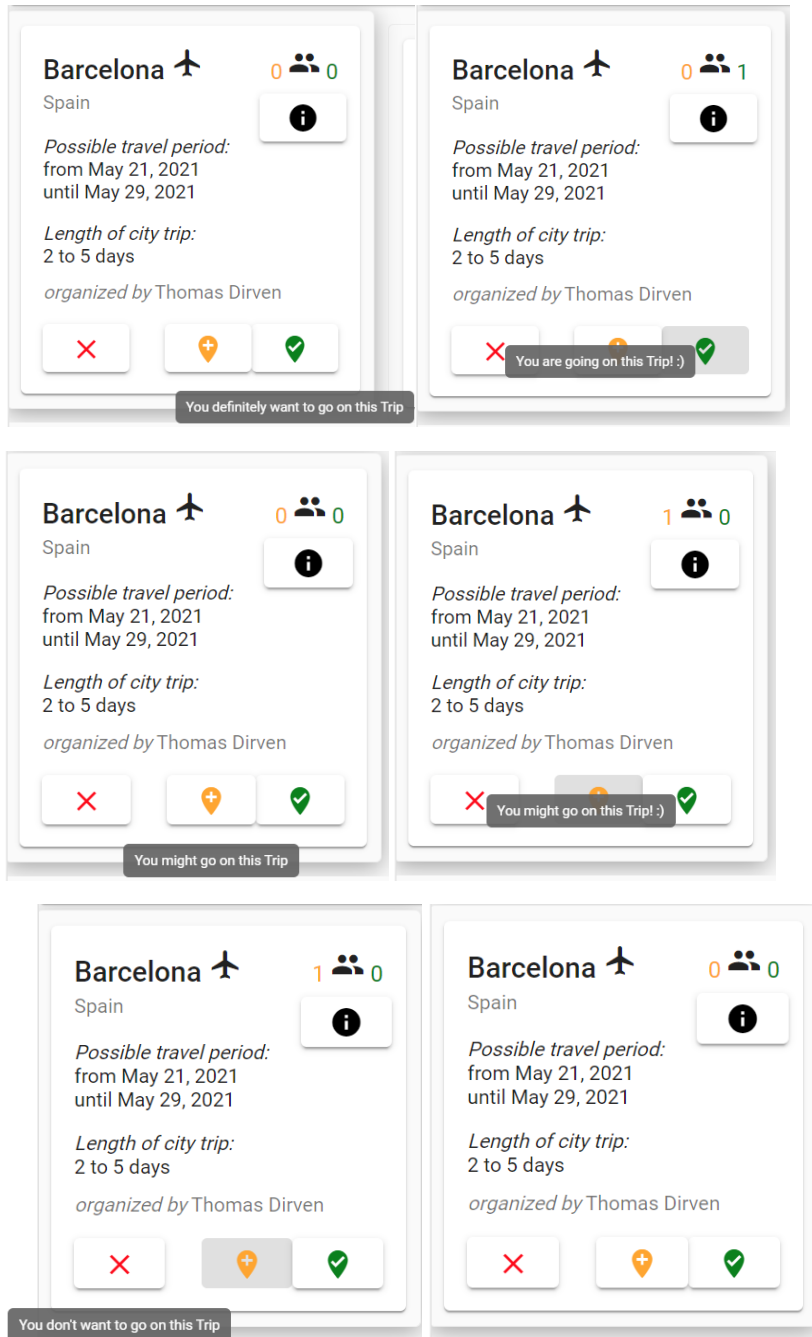 Barcelona 0 0
Spain
Possible travel period:
from May 21, 2021
until May 29, 2021
Length of city trip:
2 to 5 days
organized by Thomas Dirven
You definitely want to go on this Trip
Barcelona 0 1
Spain
Possible travel period:
from May 21, 2021
until May 29, 2021
Length of city trip:
2 to 5 days
organized by Thomas Dirven
You are going on this Trip! :)
Barcelona 0 0
Spain
Possible travel period:
from May 21, 2021
until May 29, 2021
Length of city trip:
2 to 5 days
organized by Thomas Dirven
You might go on this Trip
Barcelona 1 0
Spain
Possible travel period:
from May 21, 2021
until May 29, 2021
Length of city trip:
2 to 5 days
organized by Thomas Dirven
You might go on this Trip! :)
Barcelona 1 0
Spain
Possible travel period:
from May 21, 2021
until May 29, 2021
Length of city trip:
2 to 5 days
organized by Thomas Dirven
You don't want to go on this Trip
Barcelona 0 0
Spain
Possible travel period:
from May 21, 2021
until May 29, 2021
Length of city trip:
2 to 5 days
organized by Thomas Dirven